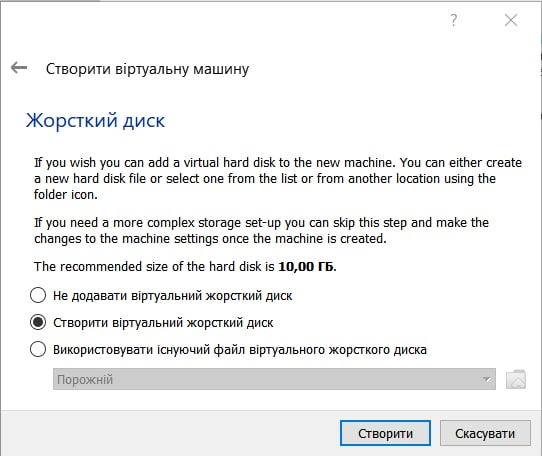 ?
Створити віртуальну машину
Жорсткий диск
If you wish you can add a virtual hard disk to the new machine. You can either create
a new hard disk file or select one from the list or from another location using the
folder icon.
If you need a more complex storage set-up you can skip this step and make the
changes to the machine settings once the machine is created.
The recommended size of the hard disk is 10,00 ГБ.
Не додавати віртуальний жорсткий диск
Створити віртуальний жорсткий диск
Використовувати існуючий файл віртуального жорсткого диска
Порожній
Створити Скасувати